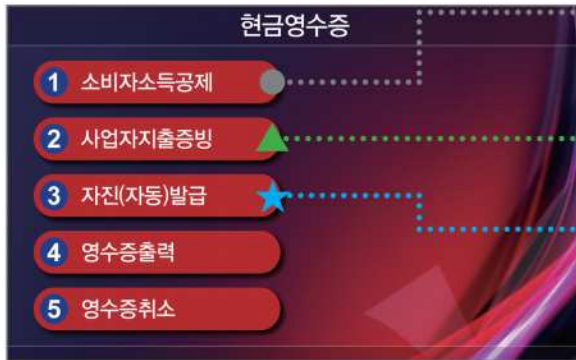 현금영수증
1 소비자소득공제
2 사업자지출증빙
3 자진(자동)발급
4 영수증출력
5 영수증취소